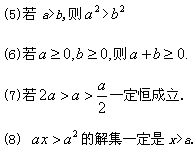 (5)若 a>b,则 a²>b²
(6)若 a≥0,b≥0,则 a+b≥0.
(7)若 2a>a>a/2 一定恒成立.
(8) ax>a² 的解集一定是 x>a.